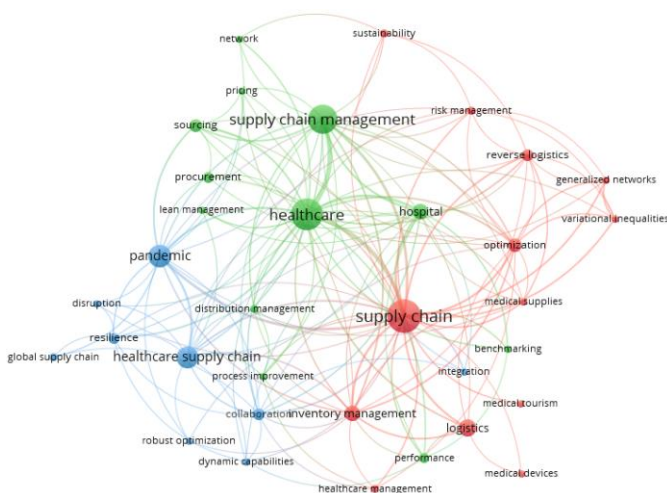 network
sustainability
pricing
supply chain management
risk management
sourcing
reverse logistics
procurement
generalized networks
lean management
healthcare
hospital
variational inequalities
optimization
pandemic
disruption
distribution management
supply chain
medical supplies
resilience
global supply chain
healthcare supply chain
benchmarking
process improvement
integration
collaboration
inventory management
medical tourism
logistics
robust optimization
performance
dynamic capabilities
medical devices
healthcare management